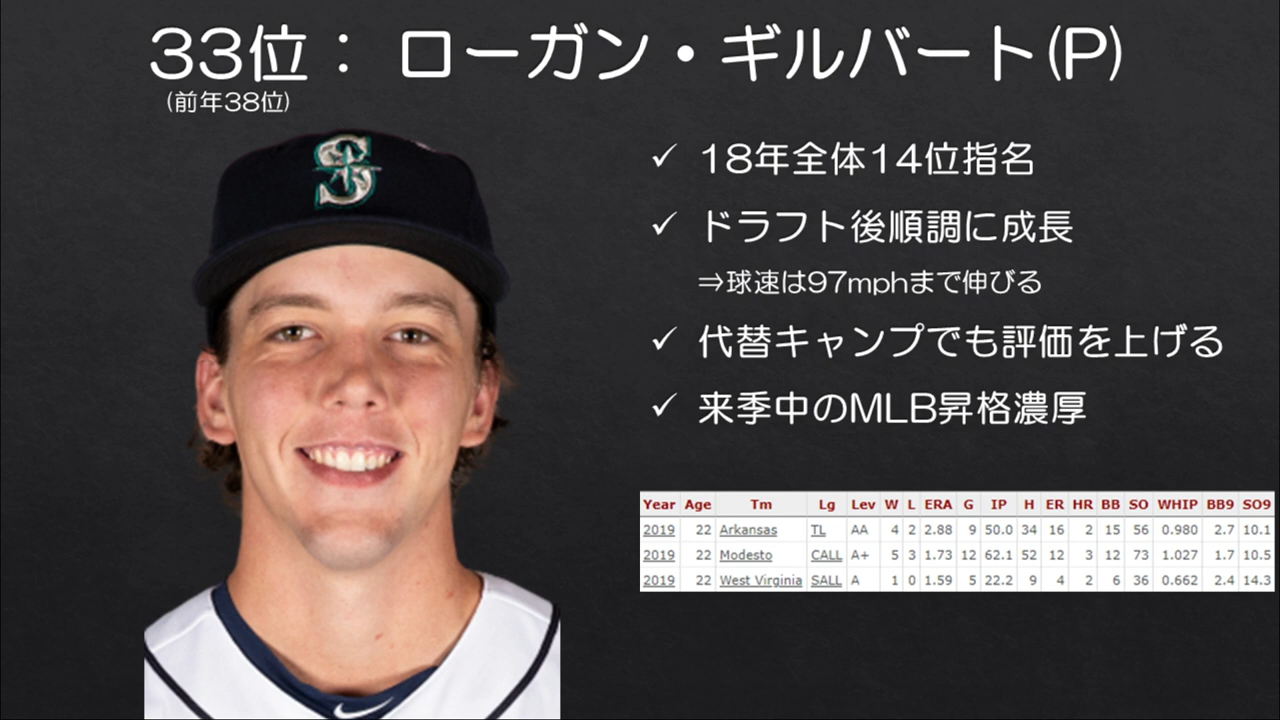 33位： ローガン・ギルバート(P)
(前年38位)
S
✓ 18年全体14位指名
✓ ドラフト後順調に成長
⇒球速は97mphまで伸びる
✓ 代替キャンプでも評価を上げる
✓ 来季中のMLB昇格濃厚
Year Age Tm Lg Lev W L ERA G IP H ER HR BB SO WHIP BB9 SO9
2019 22 Arkansas TL AA 4 2 2.88 9 50.0 34 16 2 15 56 0.980 2.7 10.1
2019 22 Modesto CALL A+ 5 3 1.73 12 62.1 52 12 3 12 73 1.027 1.7 10.5
2019 22 West Virginia SALL A 1 0 1.59 5 22.2 9 4 2 6 36 0.662 2.4 14.3